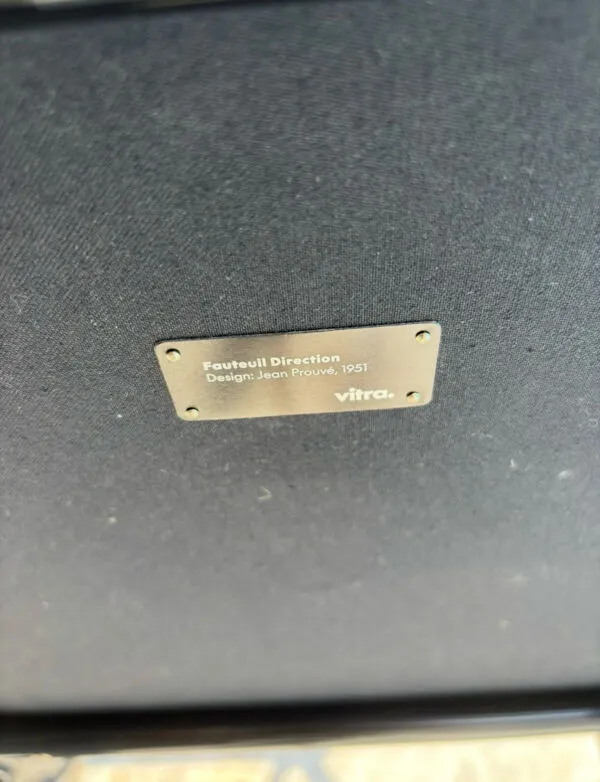 Fauteuil Direction
Design: Jean Prouvé, 1951
vitra.